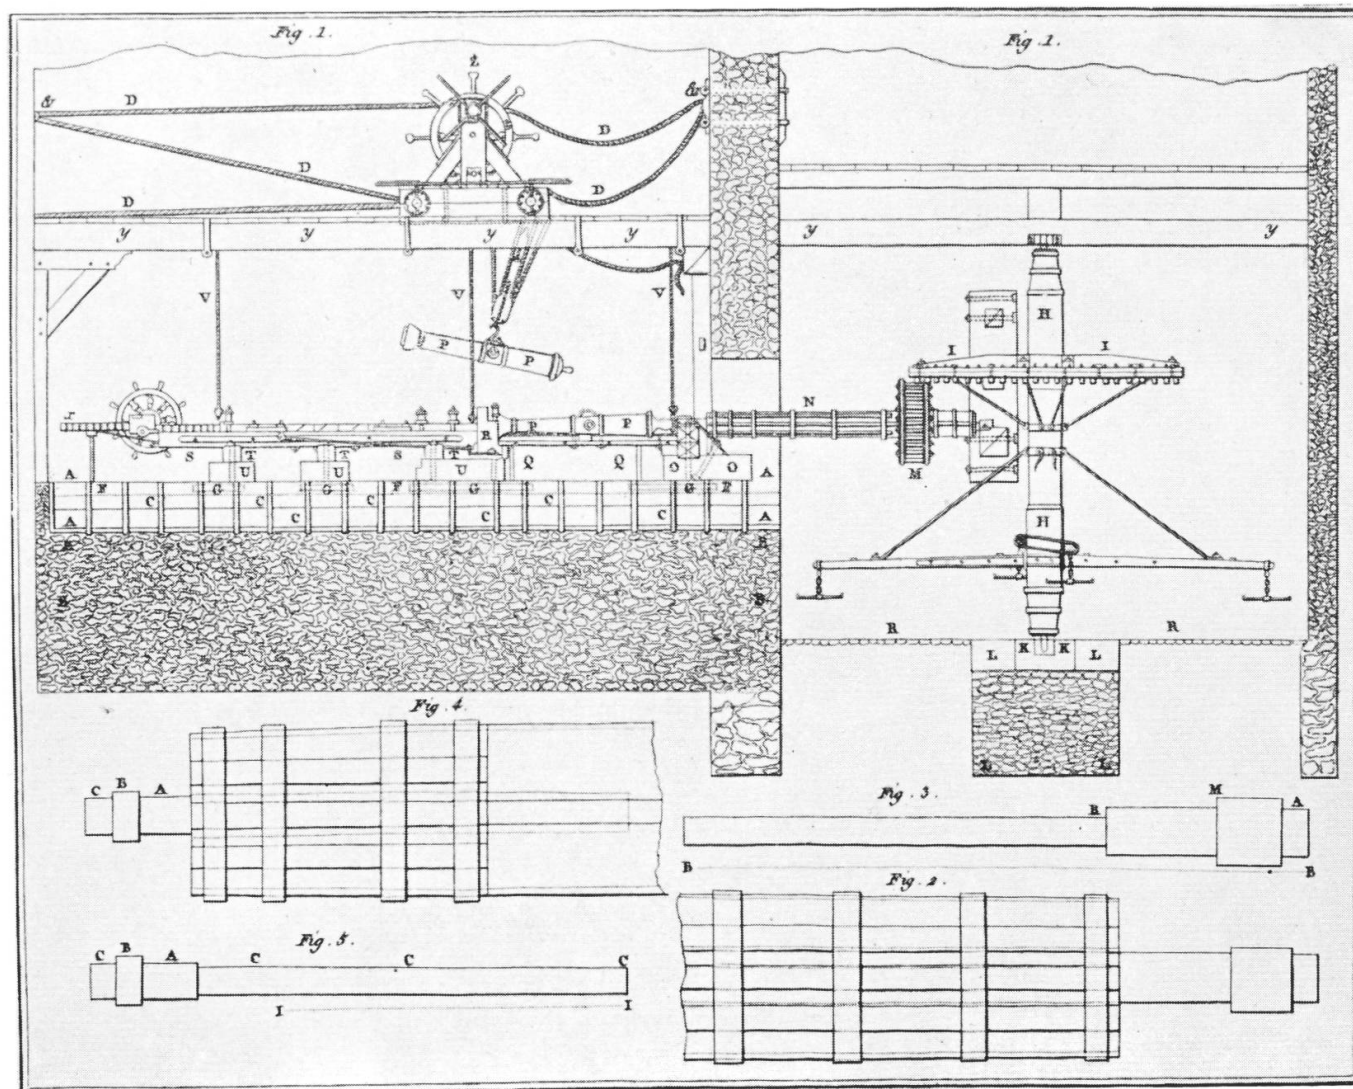 Fig. 1. Fig. 1.
Z
& D &
D
D
D D
y y y y y y
V V V
H
P P
I I
N
r P P
R
S T S T Q Q M
A U U U O O A
F G G F G G F
C C C C
A C C C A
B B H
B B
R R
L K K L
L L
Fig. 4.
C B A
Fig. 3.
M
R A
B B
Fig. 2.
Fig. 5.
C B A C C C
I I